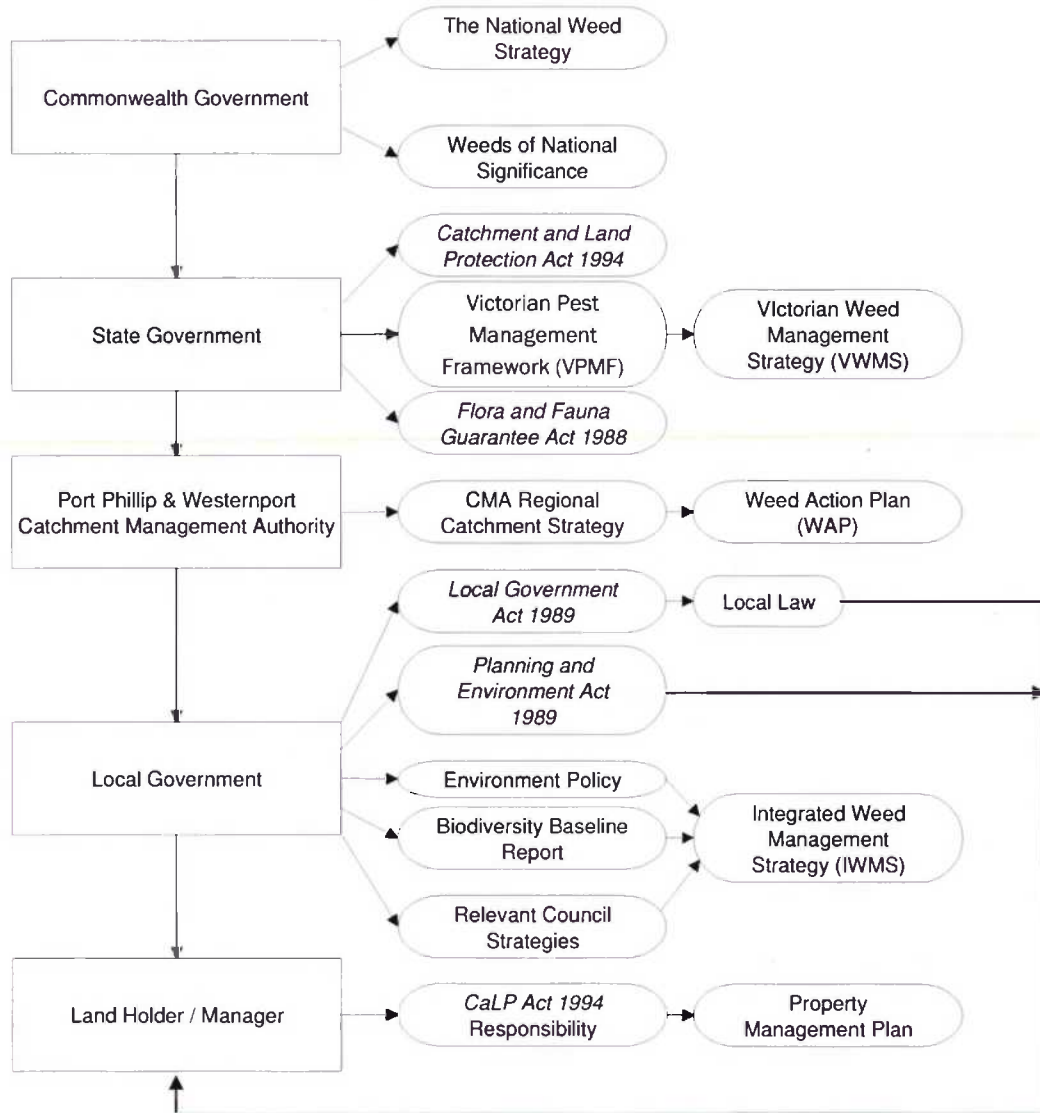 The National Weed
Strategy
Commonwealth Government
Weeds of National
Significance
Catchment and Land
Protection Act 1994
State Government
Victorian Pest
Management
Framework (VPMF)
VIctorian Weed
Management
Strategy (VWMS)
Flora and Fauna
Guarantee Act 1988
Port Phillip & Westernport
Catchment Management Authority
CMA Regional
Catchment Strategy
Weed Action Plan
(WAP)
Local Government
Act 1989
Local Law
Planning and
Environment Act
1989
Local Government
Environment Policy
Biodiversity Baseline
Report
Integrated Weed
Management
Strategy (IWMS)
Relevant Council
Strategies
Land Holder / Manager
CaLP Act 1994
Responsibility
Property
Management Plan